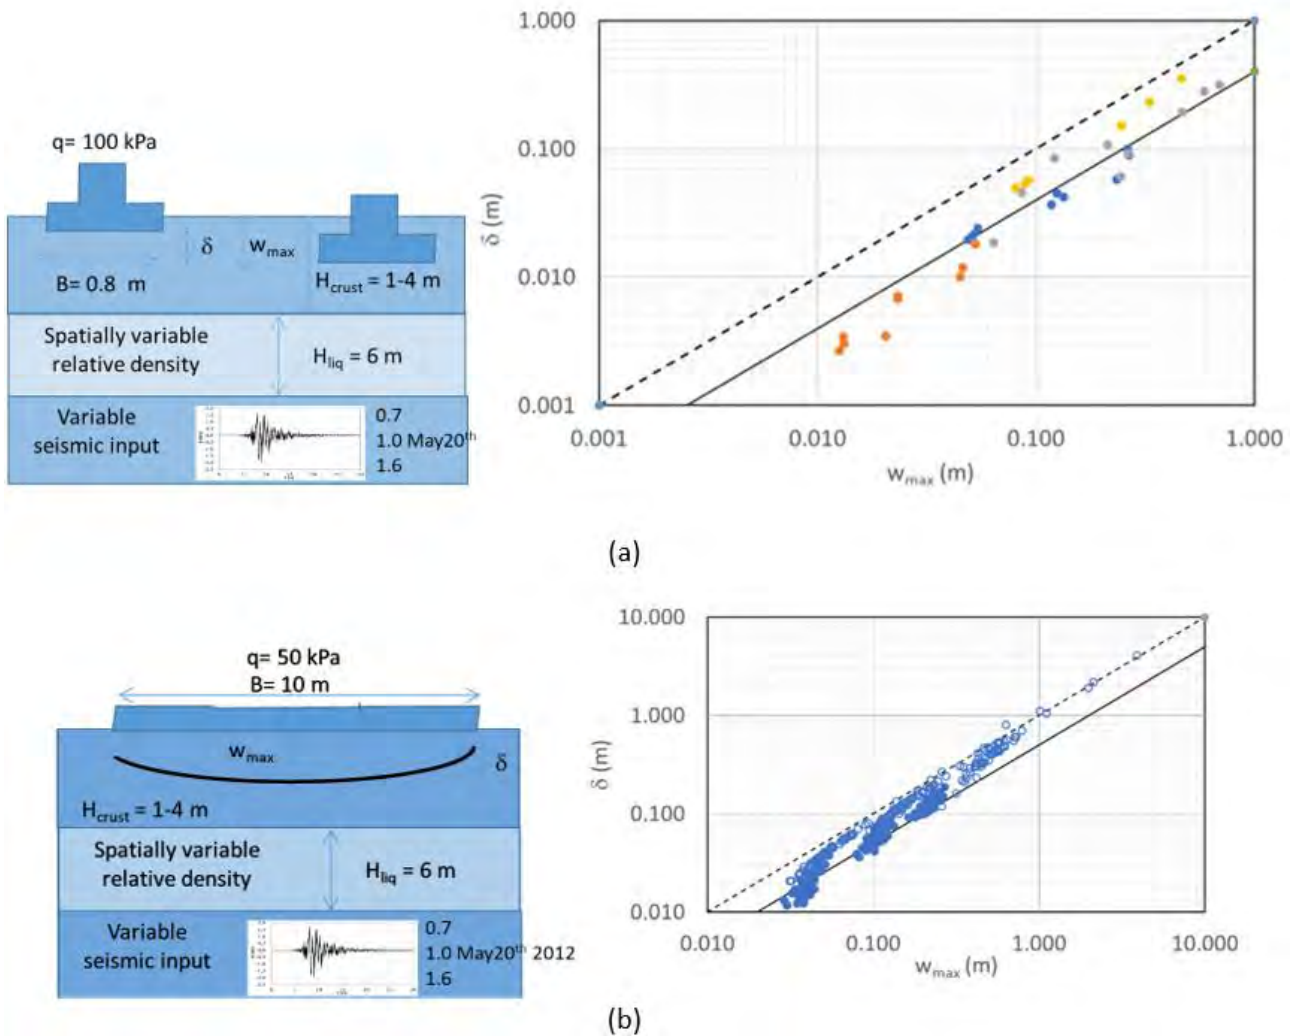 q= 100 kPa
δ
w_max
B= 0.8 m
H_crust = 1-4 m
Spatially variable
relative density
H_liq = 6 m
Variable
seismic input
0.7
1.0 May20th
1.6
1.000
0.100
0.010
0.001
δ (m)
0.001 0.010 0.100 1.000
w_max (m)
(a)
q= 50 kPa
B= 10 m
w_max
δ
H_crust = 1-4 m
Spatially variable
relative density
H_liq = 6 m
Variable
seismic input
0.7
1.0 May20th 2012
1.6
10.000
1.000
0.100
0.010
δ (m)
0.010 0.100 1.000 10.000
w_max (m)
(b)